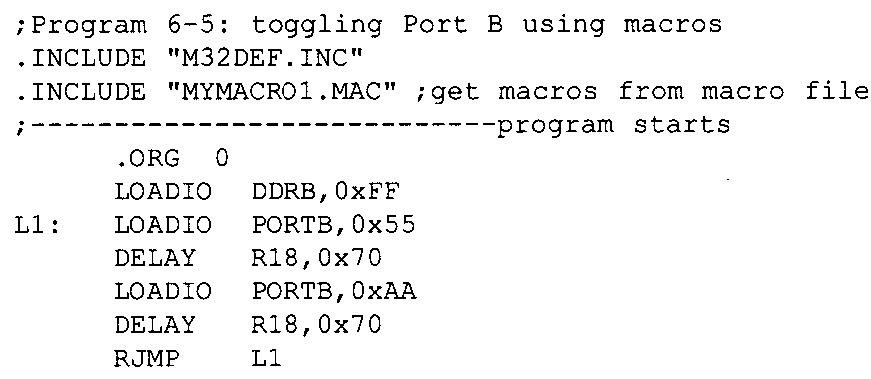 ;Program 6-5: toggling Port B using macros
.INCLUDE "M32DEF.INC"
.INCLUDE "MYMACRO1.MAC" ;get macros from macro file
;-----------------------------program starts
.ORG 0
LOADIO DDRB,0xFF
L1: LOADIO PORTB,0x55
DELAY R18,0x70
LOADIO PORTB,0xAA
DELAY R18,0x70
RJMP L1